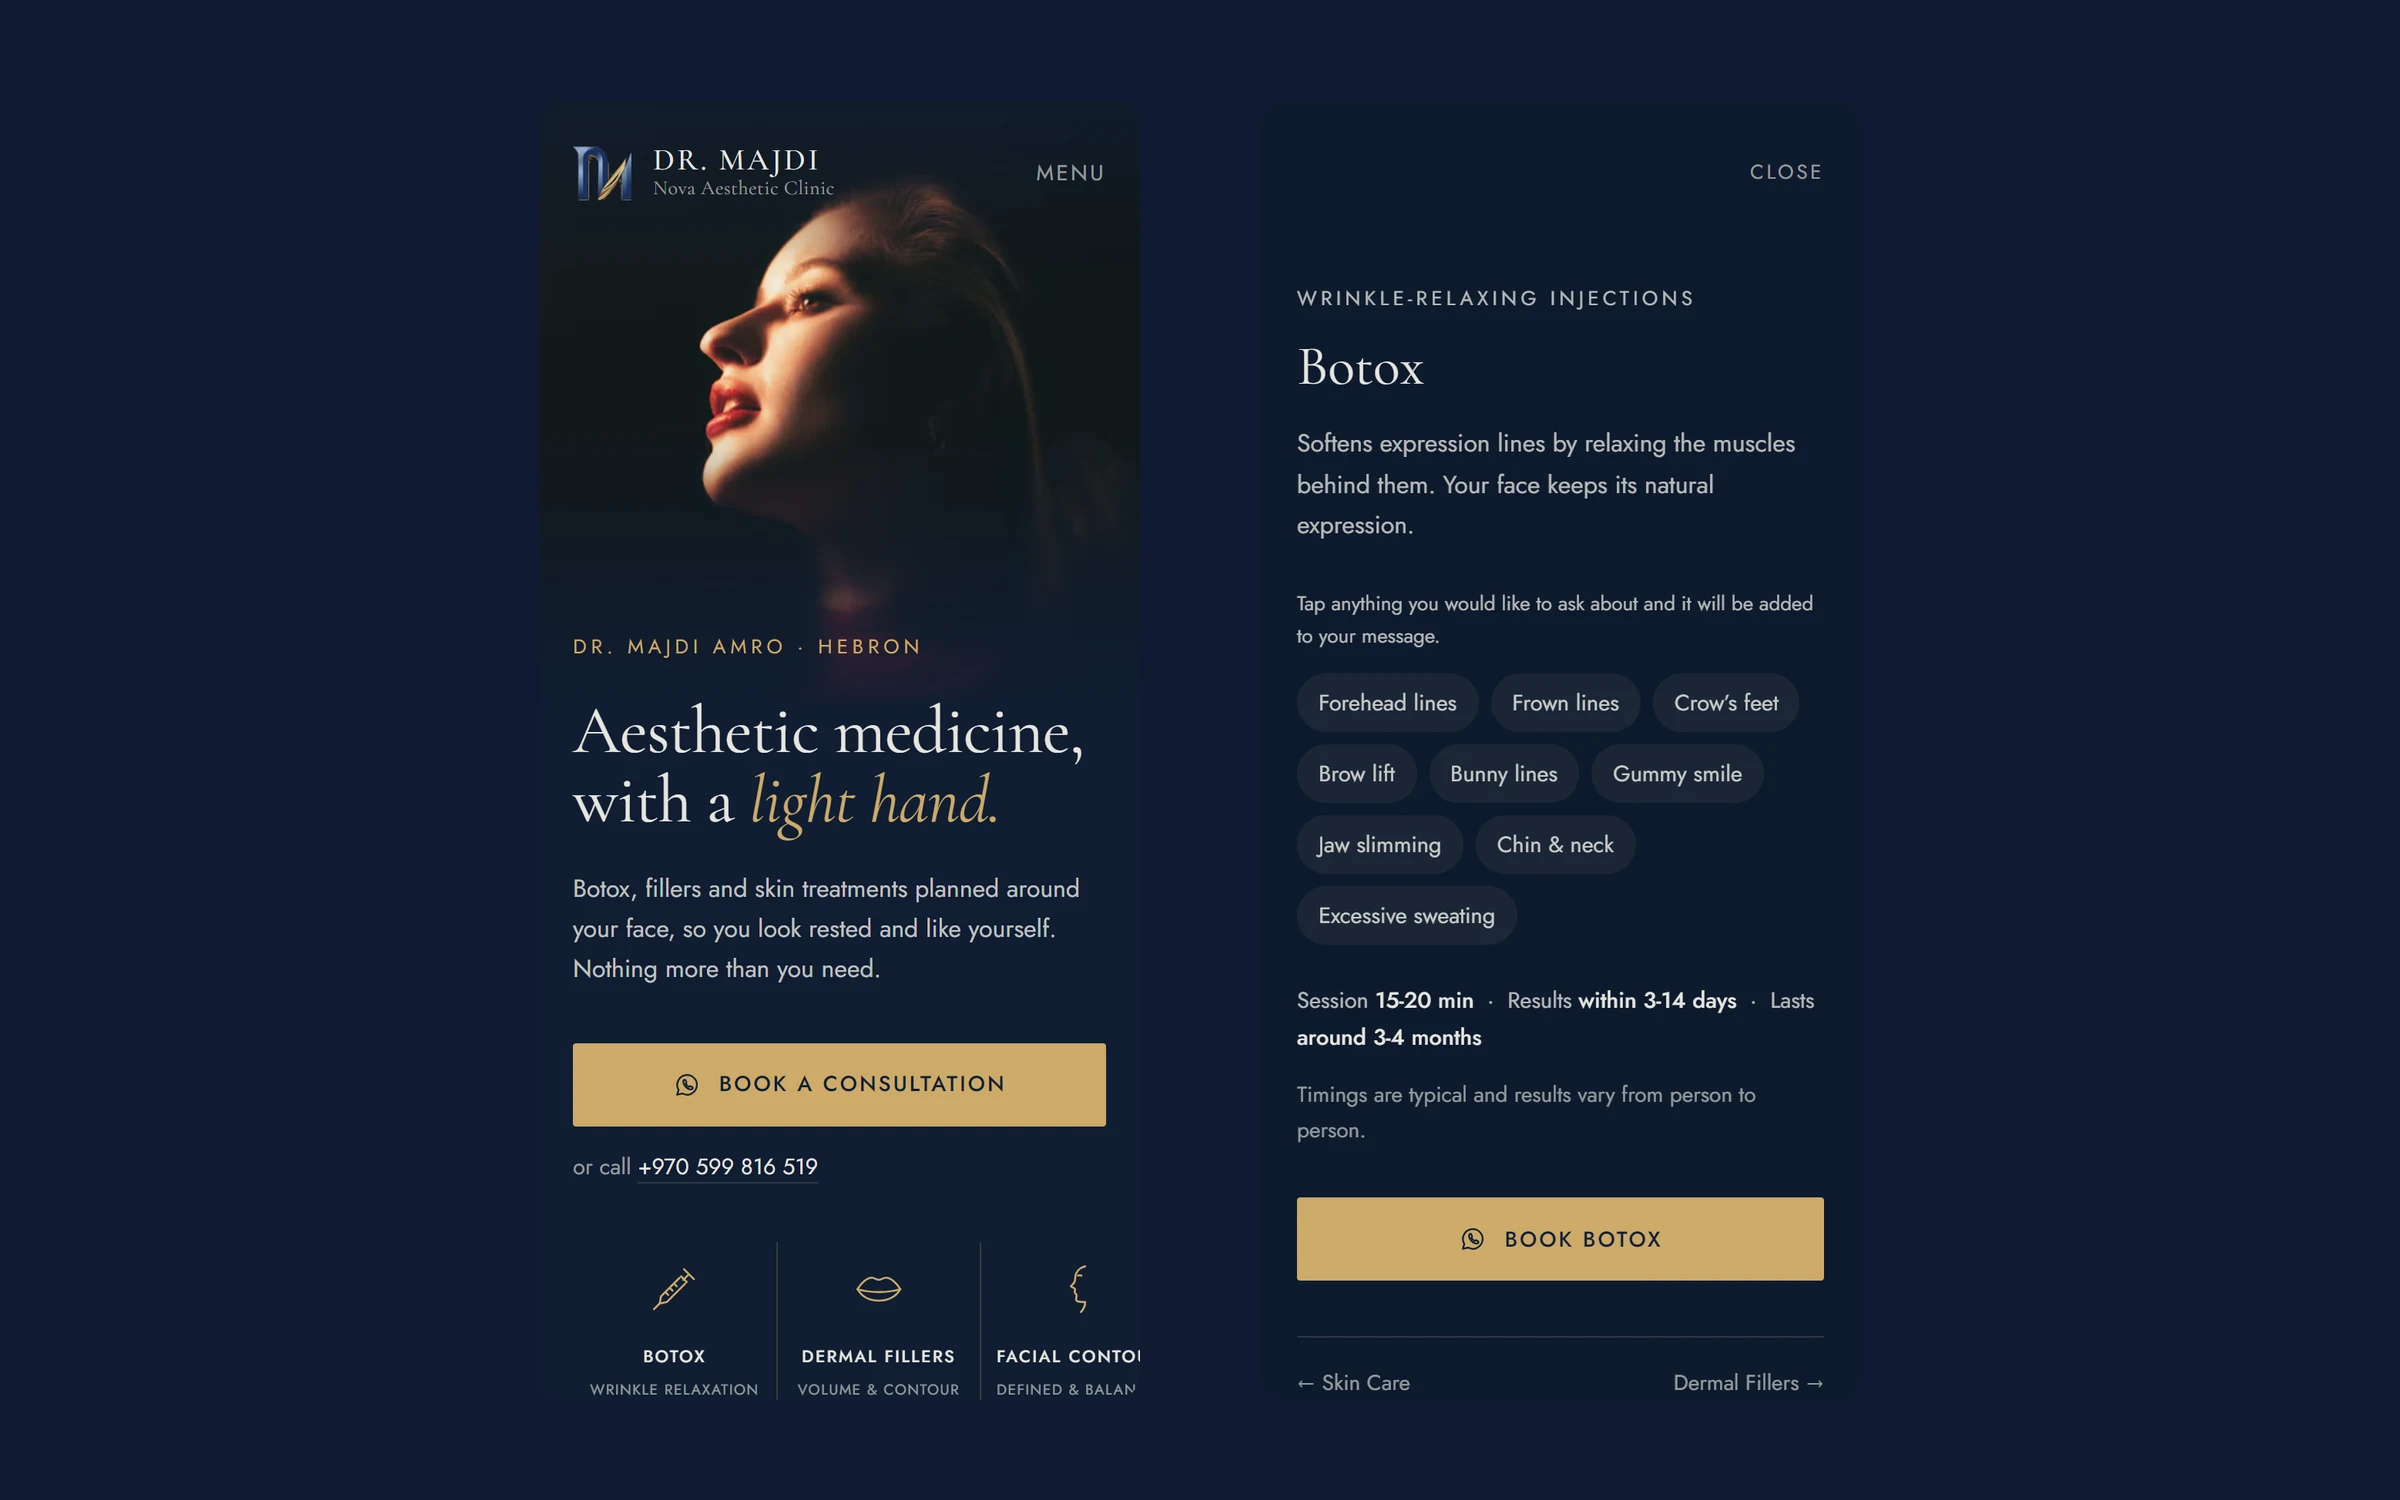 DR. MAJDI
Nova Aesthetic Clinic
MENU
DR. MAJDI AMRO · HEBRON
Aesthetic medicine,
with a light hand.
Botox, fillers and skin treatments planned around
your face, so you look rested and like yourself.
Nothing more than you need.
BOOK A CONSULTATION
or call +970 599 816 519
BOTOX
WRINKLE RELAXATION
DERMAL FILLERS
VOLUME & CONTOUR
FACIAL CONTOU
DEFINED & BALAN
CLOSE
WRINKLE-RELAXING INJECTIONS
Botox
Softens expression lines by relaxing the muscles
behind them. Your face keeps its natural
expression.
Tap anything you would like to ask about and it will be added
to your message.
Forehead lines
Frown lines
Crow’s feet
Brow lift
Bunny lines
Gummy smile
Jaw slimming
Chin & neck
Excessive sweating
Session 15-20 min · Results within 3-14 days · Lasts
around 3-4 months
Timings are typical and results vary from person to
person.
BOOK BOTOX
← Skin Care
Dermal Fillers →